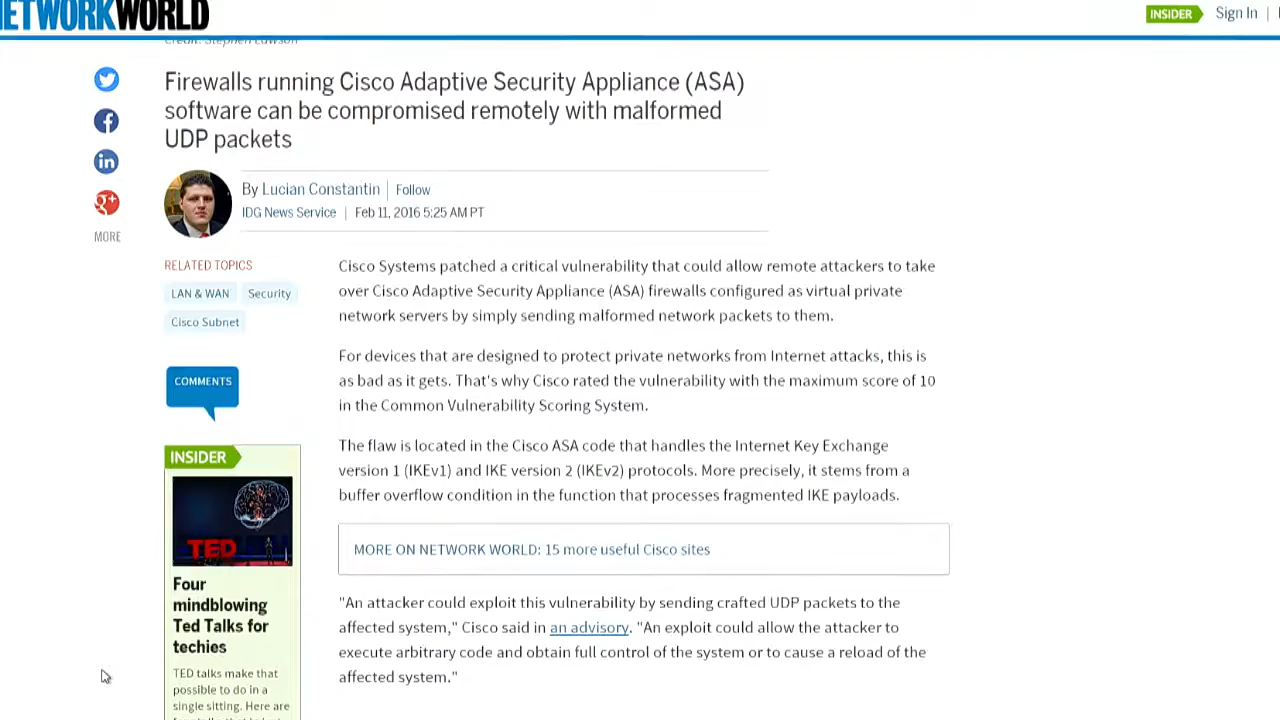 ETWORKWORLD
INSIDER Sign In |
Credit: Stephen Lawson
Firewalls running Cisco Adaptive Security Appliance (ASA)
software can be compromised remotely with malformed
UDP packets
By Lucian Constantin | Follow
IDG News Service | Feb 11, 2016 5:25 AM PT
MORE
RELATED TOPICS
LAN & WAN Security
Cisco Subnet
COMMENTS
INSIDER
TED
Four
mindblowing
Ted Talks for
techies
TED talks make that
possible to do in a
single sitting. Here are
Cisco Systems patched a critical vulnerability that could allow remote attackers to take
over Cisco Adaptive Security Appliance (ASA) firewalls configured as virtual private
network servers by simply sending malformed network packets to them.
For devices that are designed to protect private networks from Internet attacks, this is
as bad as it gets. That's why Cisco rated the vulnerability with the maximum score of 10
in the Common Vulnerability Scoring System.
The flaw is located in the Cisco ASA code that handles the Internet Key Exchange
version 1 (IKEv1) and IKE version 2 (IKEv2) protocols. More precisely, it stems from a
buffer overflow condition in the function that processes fragmented IKE payloads.
MORE ON NETWORK WORLD: 15 more useful Cisco sites
"An attacker could exploit this vulnerability by sending crafted UDP packets to the
affected system," Cisco said in an advisory. "An exploit could allow the attacker to
execute arbitrary code and obtain full control of the system or to cause a reload of the
affected system."